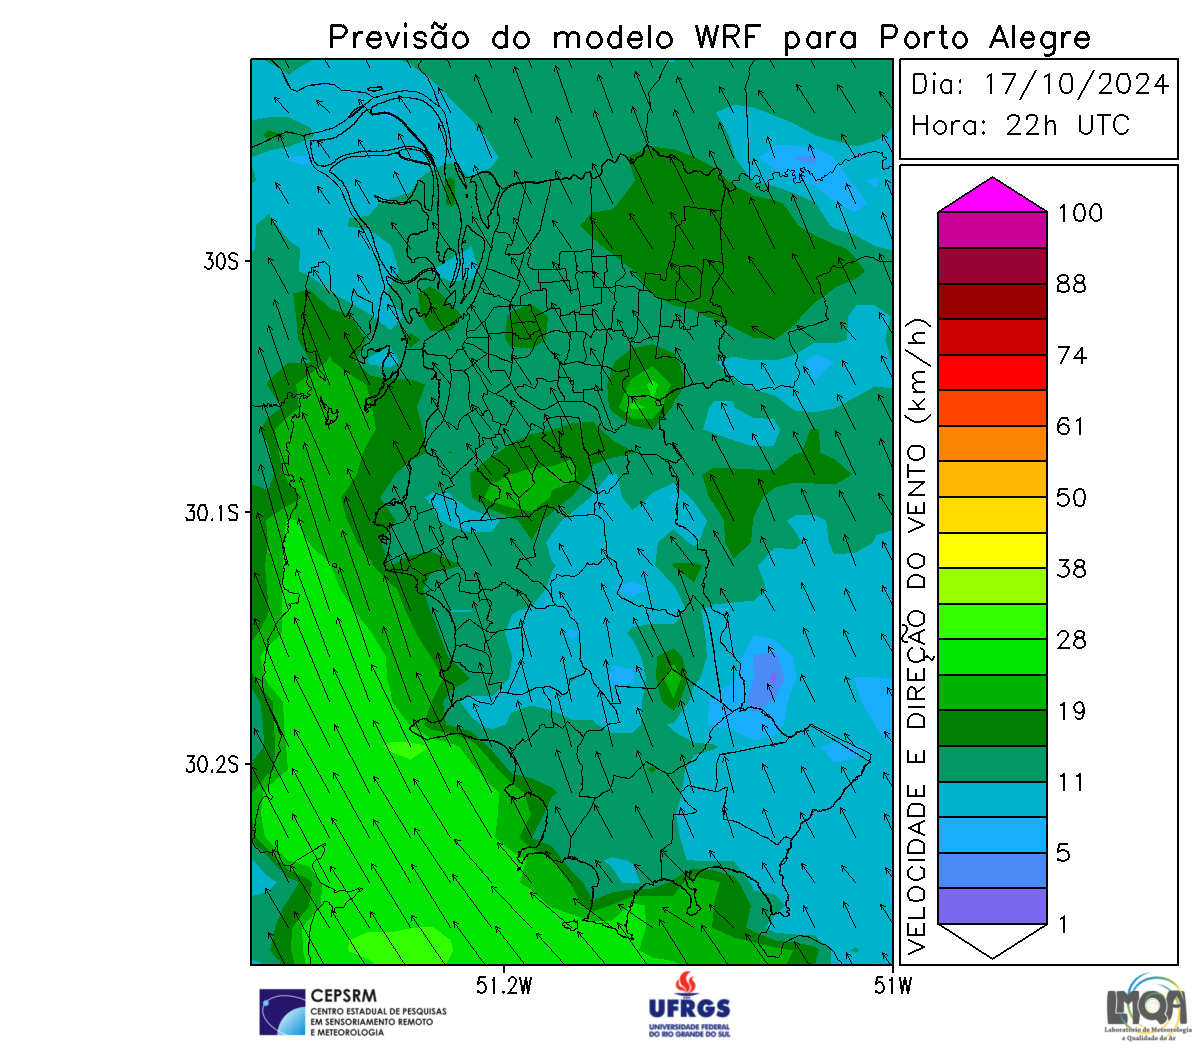 Previsão do modelo WRF para Porto Alegre
Dia: 17/10/2024
Hora: 22h UTC
30S
30.1S
30.2S
51.2W
51W
VELOCIDADE E DIREÇÃO DO VENTO (km/h)
100
88
74
61
50
38
28
19
11
5
1
CEPSRM
CENTRO ESTADUAL DE PESQUISAS
EM SENSORIAMENTO REMOTO
E METEOROLOGIA
UFRGS
UNIVERSIDADE FEDERAL
DO RIO GRANDE DO SUL
LMQA
Laboratório de Meteorologia
e Qualidade do Ar